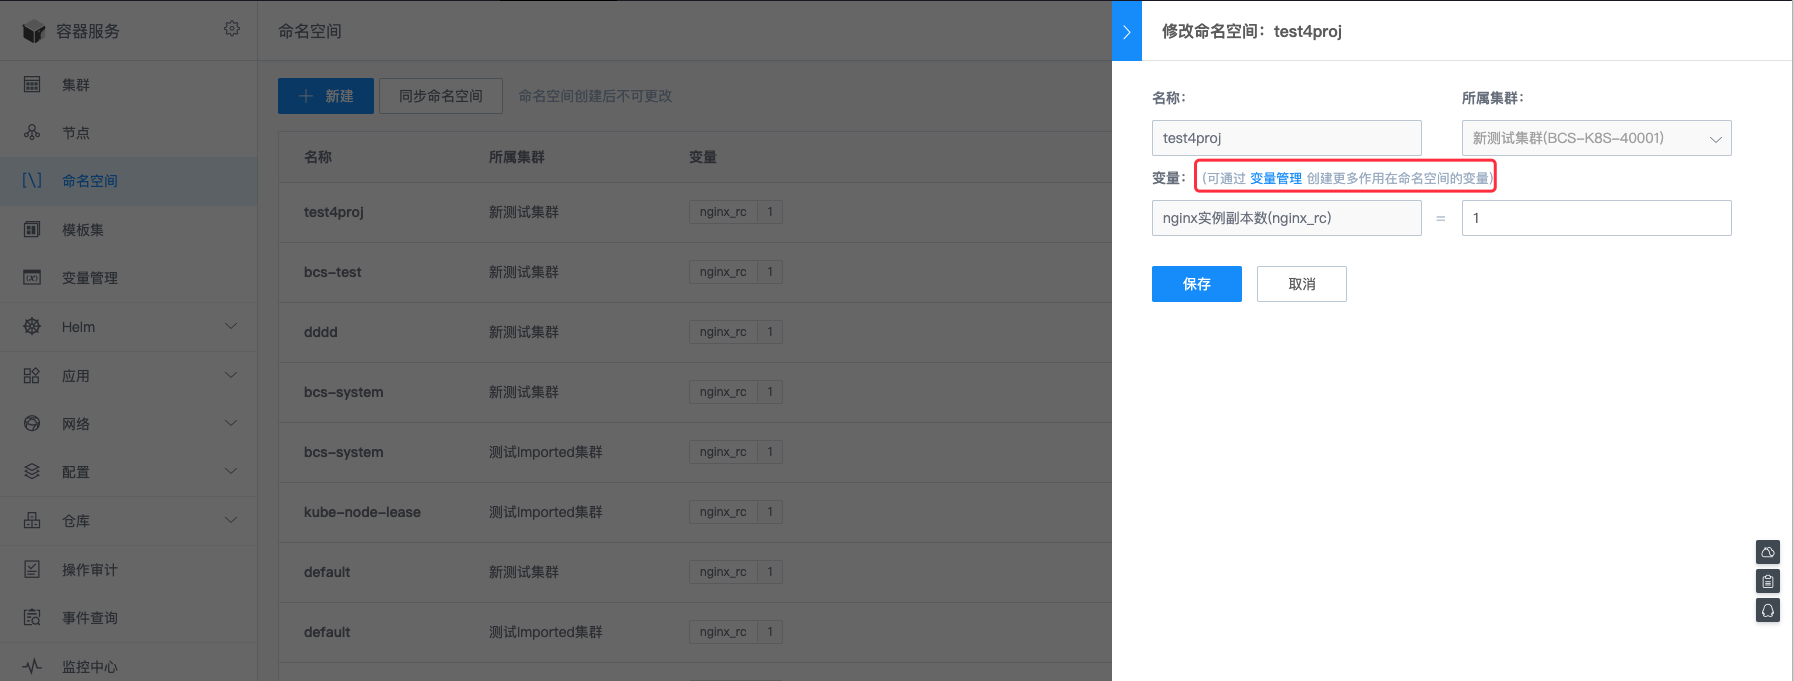 容器服务
集群
节点
命名空间
模板集
变量管理
Helm
应用
网络
配置
仓库
操作审计
事件查询
监控中心
命名空间
新建 同步命名空间 命名空间创建后不可更改
名称 所属集群 变量
test4proj 新测试集群 nginx_rc 1
bcs-test 新测试集群 nginx_rc 1
dddd 新测试集群 nginx_rc 1
bcs-system 新测试集群 nginx_rc 1
bcs-system 测试Imported集群 nginx_rc 1
kube-node-lease 测试Imported集群 nginx_rc 1
default 新测试集群 nginx_rc 1
default 测试Imported集群 nginx_rc 1
修改命名空间：test4proj
名称： 所属集群：
test4proj 新测试集群(BCS-K8S-40001)
变量： (可通过 变量管理 创建更多作用在命名空间的变量)
nginx实例副本数(nginx_rc) = 1
保存 取消